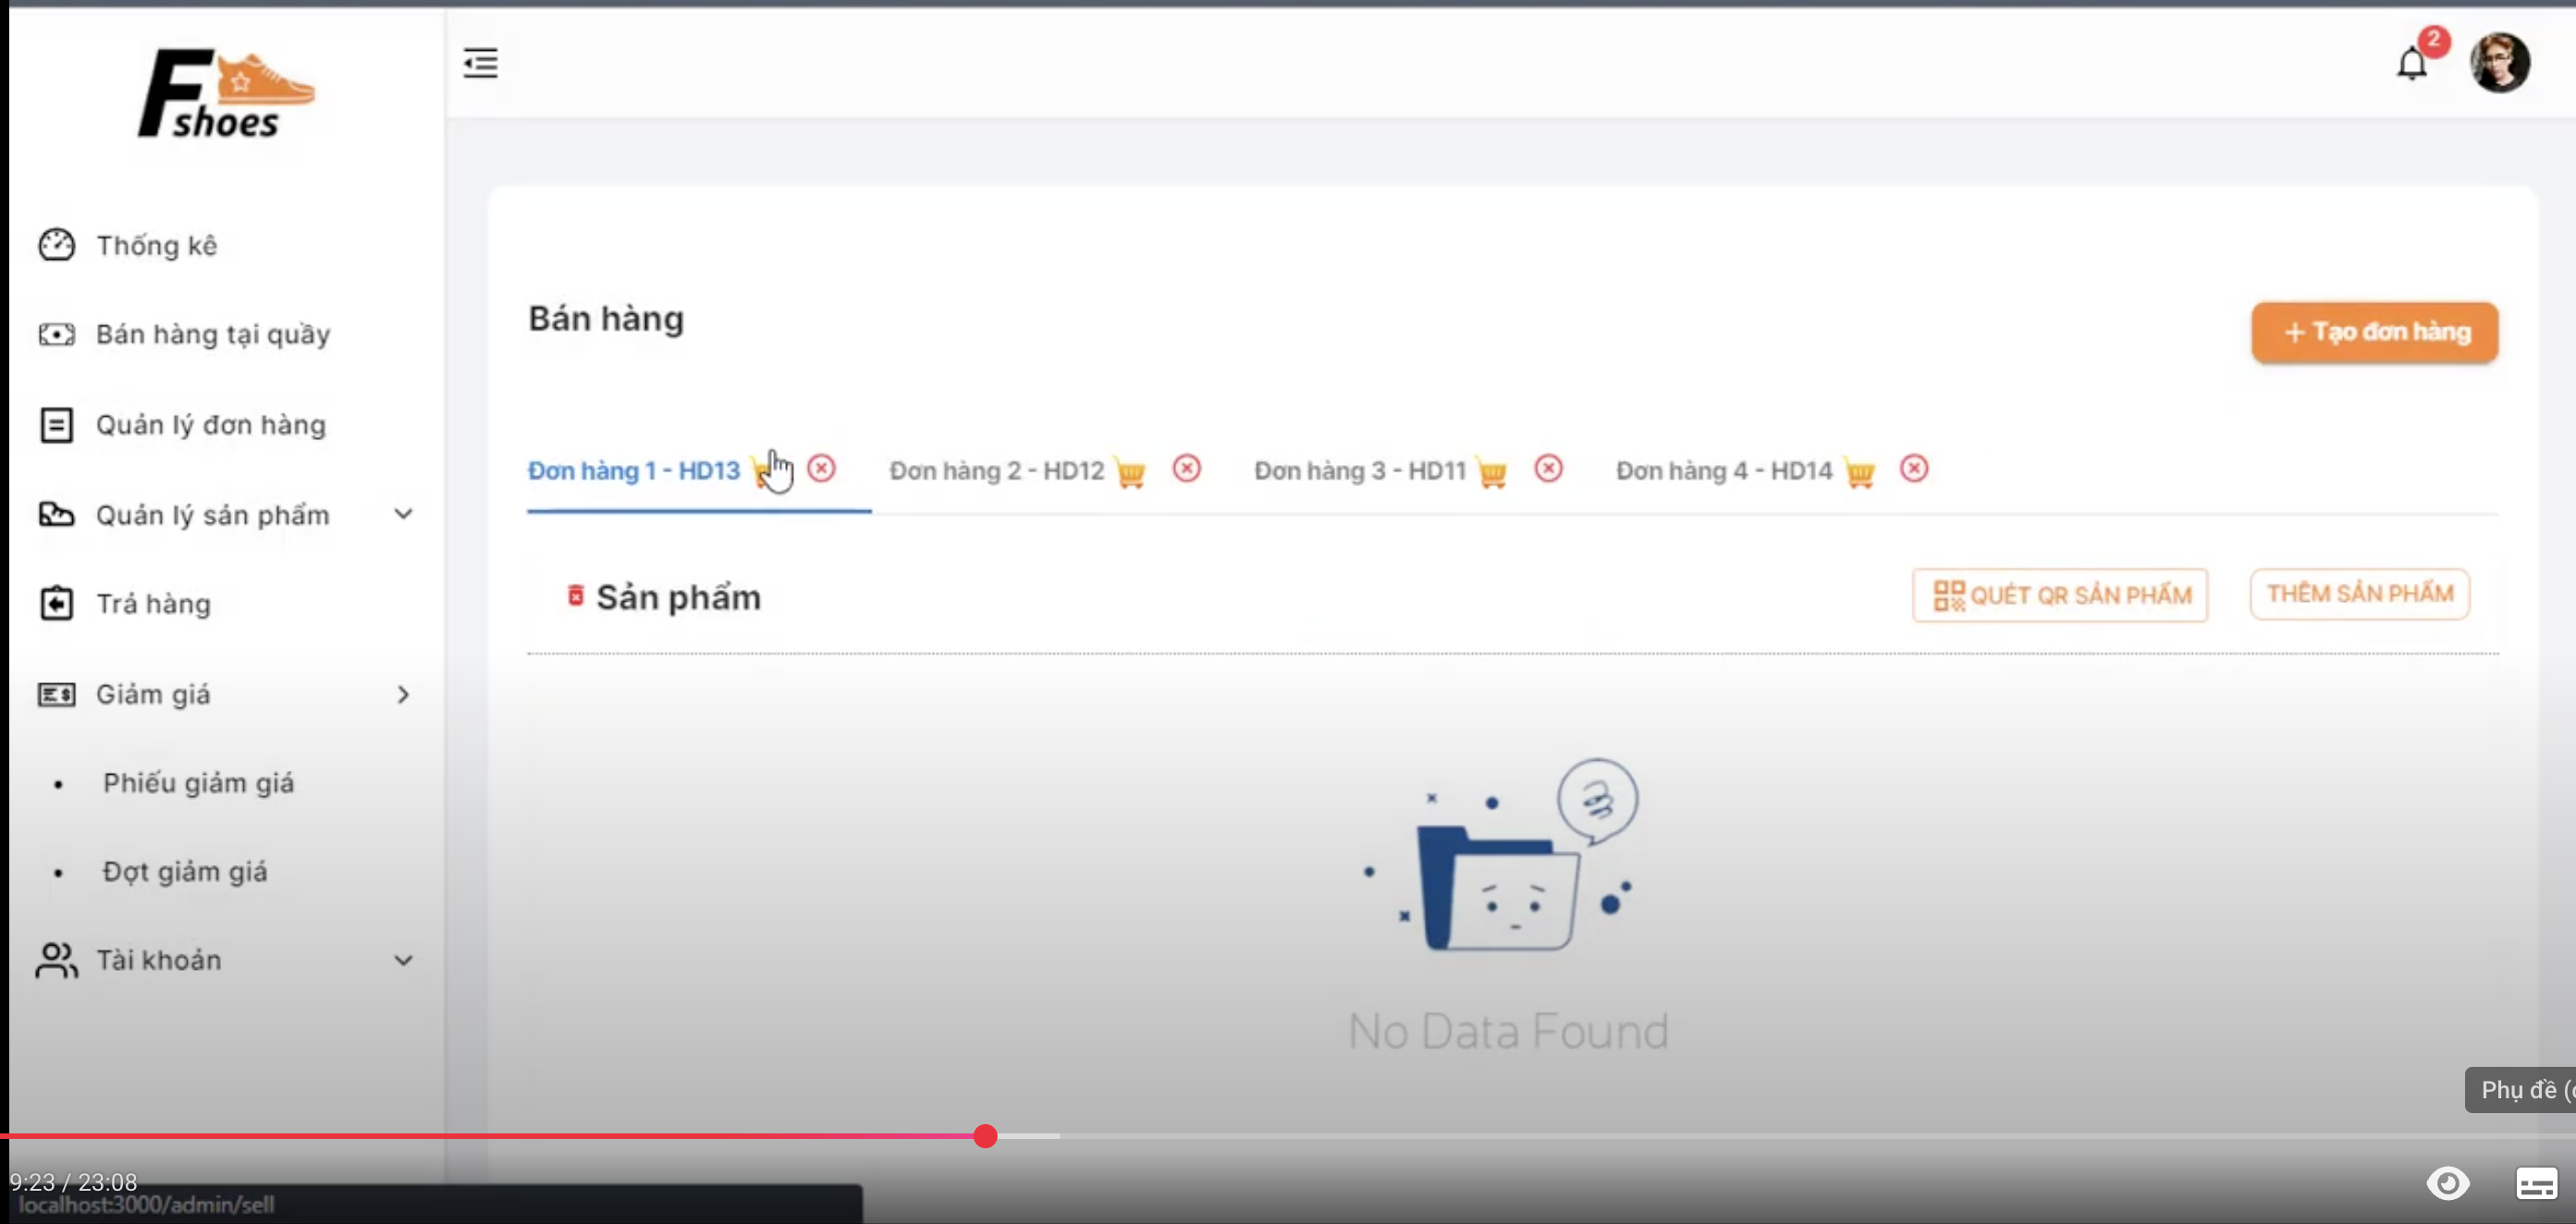 F
shoes
2
Thống kê
Bán hàng tại quầy
Quản lý đơn hàng
Quản lý sản phẩm
Trả hàng
Giảm giá
Phiếu giảm giá
Đợt giảm giá
Tài khoản
Bán hàng
+ Tạo đơn hàng
Đơn hàng 1 - HD13
Đơn hàng 2 - HD12
Đơn hàng 3 - HD11
Đơn hàng 4 - HD14
Sản phẩm
QUÉT QR SẢN PHẨM
THÊM SẢN PHẨM
No Data Found
Phụ đề (
9:23 / 23:08
localhost:3000/admin/sell